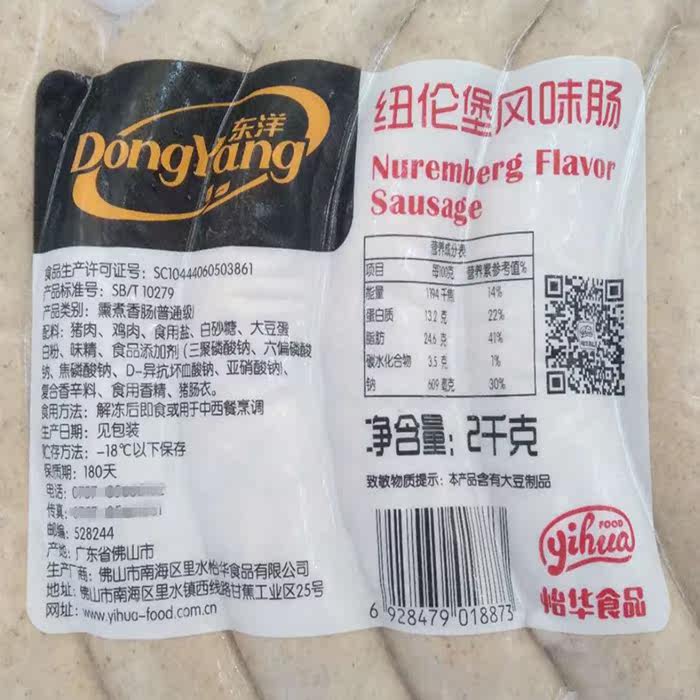 东洋
DongYang
纽伦堡风味肠
Nuremberg Flavor
Sausage
食品生产许可证号：SC10444060503861
产品标准号：SB/T 10279
产品类别：熏煮香肠(普通级)
配料：猪肉、鸡肉、食用盐、白砂糖、大豆蛋
白粉、味精、食品添加剂（三聚磷酸钠、六偏磷酸
钠、焦磷酸钠、D-异抗坏血酸钠、亚硝酸钠)、
复合香辛料、食用香精、猪肠衣。
食用方法：解冻后即食或用于中西餐烹调
生产日期：见包装
贮存方法：-18℃以下保存
保质期：180天
电话：
传真：
邮编：528244
产地：广东省佛山市
生产厂商：佛山市南海区里水怡华食品有限公司
地址：佛山市南海区里水镇西线路甘蕉工业区25号
网址：www.yihua-food.com.cn
营养成分表
项目 每100克 营养素参考值%
能量 1194 千焦 14%
蛋白质 13.2 克 22%
脂肪 24.6 克 41%
碳水化合物 3.5 克 1%
钠 609 毫克 30%
净含量：2千克
致敏物质提示：本产品含有大豆制品
6 928479 018873
yihua FOOD
怡华食品